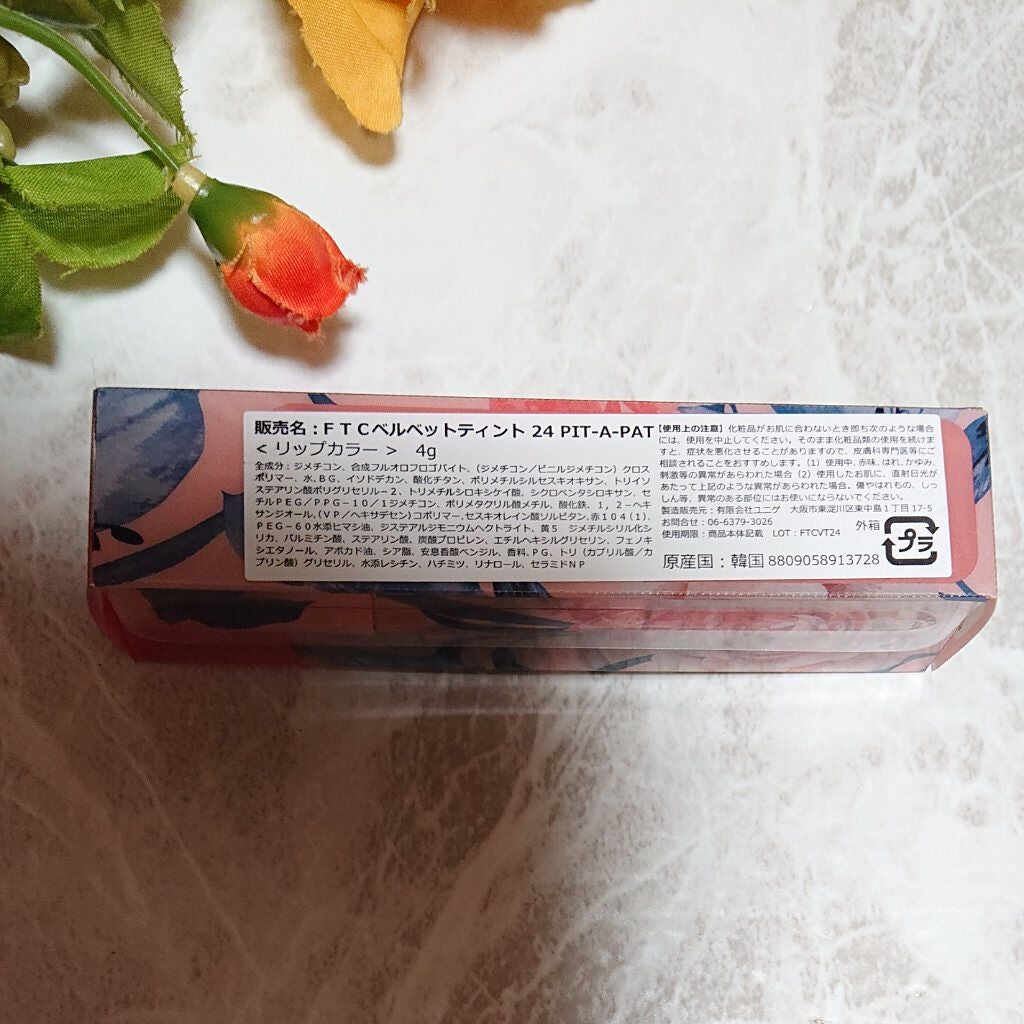 販売名：ＦＴＣベルベットティント 24 PIT-A-PAT
< リップカラー >　4g
全成分：ジメチコン、合成フルオロフロゴパイト、(ジメチコン／ビニルジメチコン) クロス
ポリマー、水、ＢＧ、イソドデカン、酸化チタン、ポリメチルシルセスキオキサン、トリイソ
ステアリン酸ポリグリセリル－２、トリメチルシロキシケイ酸、シクロペンタシロキサン、セ
チルＰＥＧ／ＰＰＧ－１０／１ジメチコン、ポリメタクリル酸メチル、酸化鉄、１，２－ヘキ
サンジオール、(ＶＰ／ヘキサデセン) コポリマー、セスキオレイン酸ソルビタン、赤１０４(１)、
ＰＥＧ－６０水添ヒマシ油、ジステアルジモニウムヘクトライト、黄５　ジメチルシリル化シ
リカ、パルミチン酸、ステアリン酸、炭酸プロピレン、エチルヘキシルグリセリン、フェノキ
シエタノール、アボカド油、シア脂、安息香酸ベンジル、香料、ＰＧ、トリ（カプリル酸／カ
プリン酸）グリセリル、水添レシチン、ハチミツ、リナロール、セラミドＮＰ
【使用上の注意】化粧品がお肌に合わないとき即ち次のような場合
には、使用を中止してください。そのまま化粧品類の使用を続けま
すと、症状を悪化させることがありますので、皮膚科専門医等にご
相談されることをおすすめします。(1) 使用中、赤味、はれ、かゆみ、
刺激等の異常があらわれた場合 (2) 使用したお肌に、直射日光が
あたって上記のような異常があらわれた場合。傷やはれもの、しっ
しん等、異常のある部位にはお使いにならないでください。
製造販売元：有限会社ユニゲ　大阪市東淀川区東中島１丁目 17-5
お問合せ：06-6379-3026
使用期限：商品本体記載　LOT：FTCVT24
外箱
プラ
原産国：韓国 8809058913728